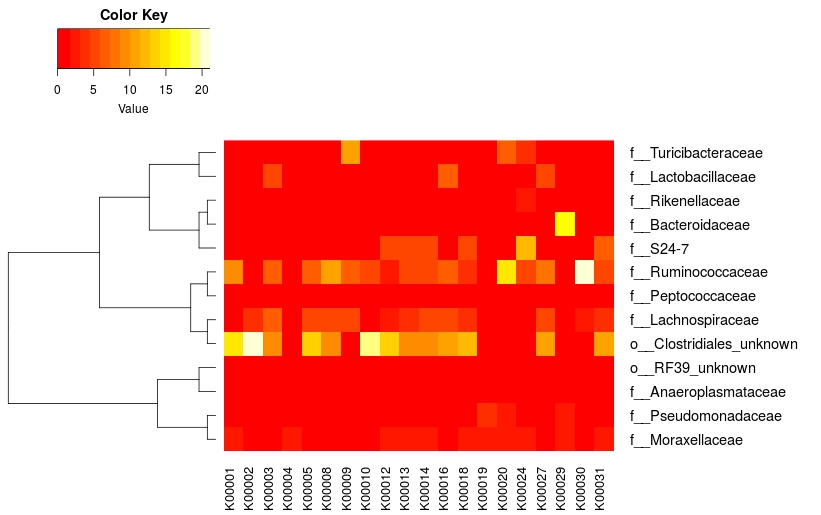 Color Key
0 5 10 15 20
Value
f__Turicibacteraceae
f__Lactobacillaceae
f__Rikenellaceae
f__Bacteroidaceae
f__S24-7
f__Ruminococcaceae
f__Peptococcaceae
f__Lachnospiraceae
o__Clostridiales_unknown
o__RF39_unknown
f__Anaeroplasmataceae
f__Pseudomonadaceae
f__Moraxellaceae
K00001
K00002
K00003
K00004
K00005
K00008
K00009
K00010
K00012
K00013
K00014
K00016
K00018
K00019
K00020
K00024
K00027
K00029
K00030
K00031